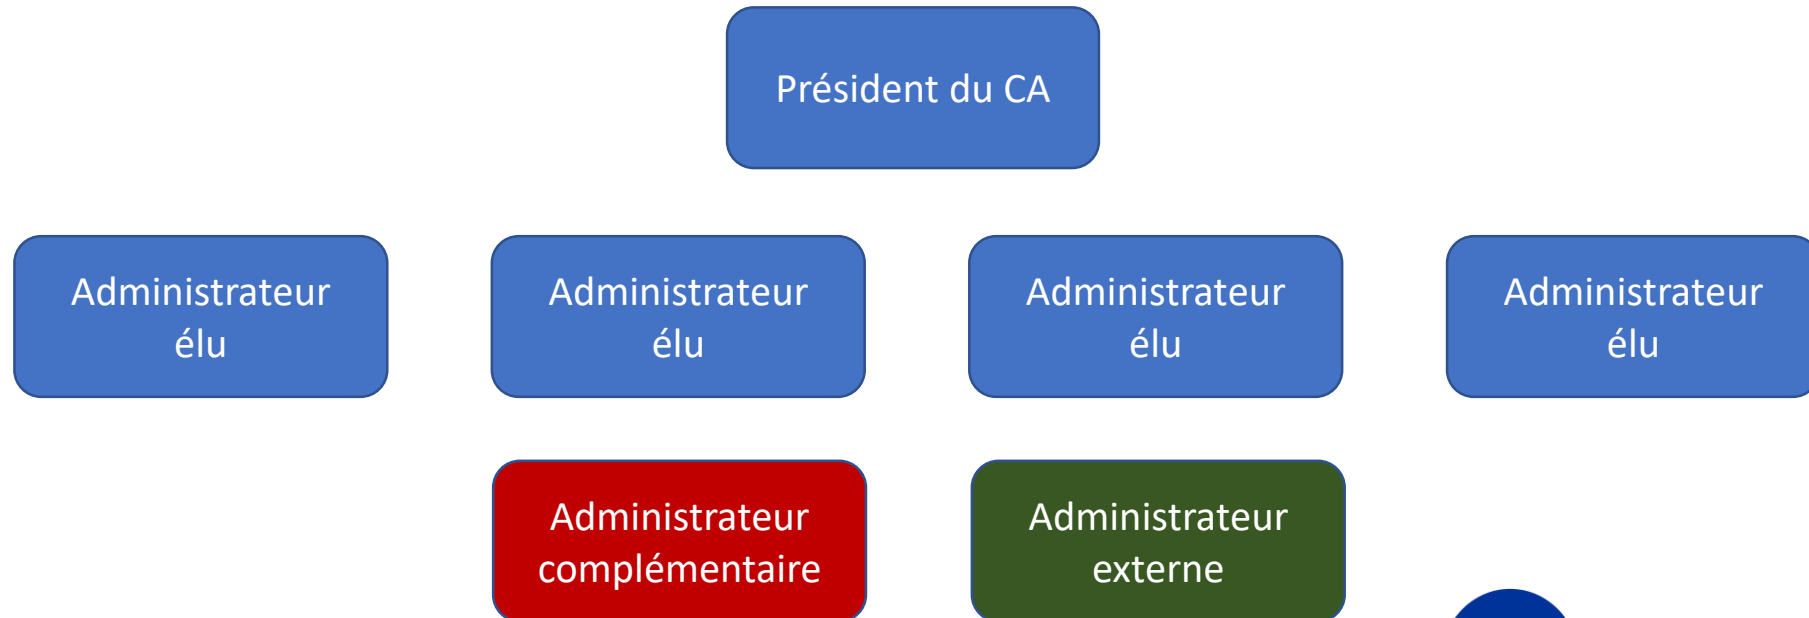 Président du CA
Administrateur
élu
Administrateur
élu
Administrateur
élu
Administrateur
élu
Administrateur
complémentaire
Administrateur
externe